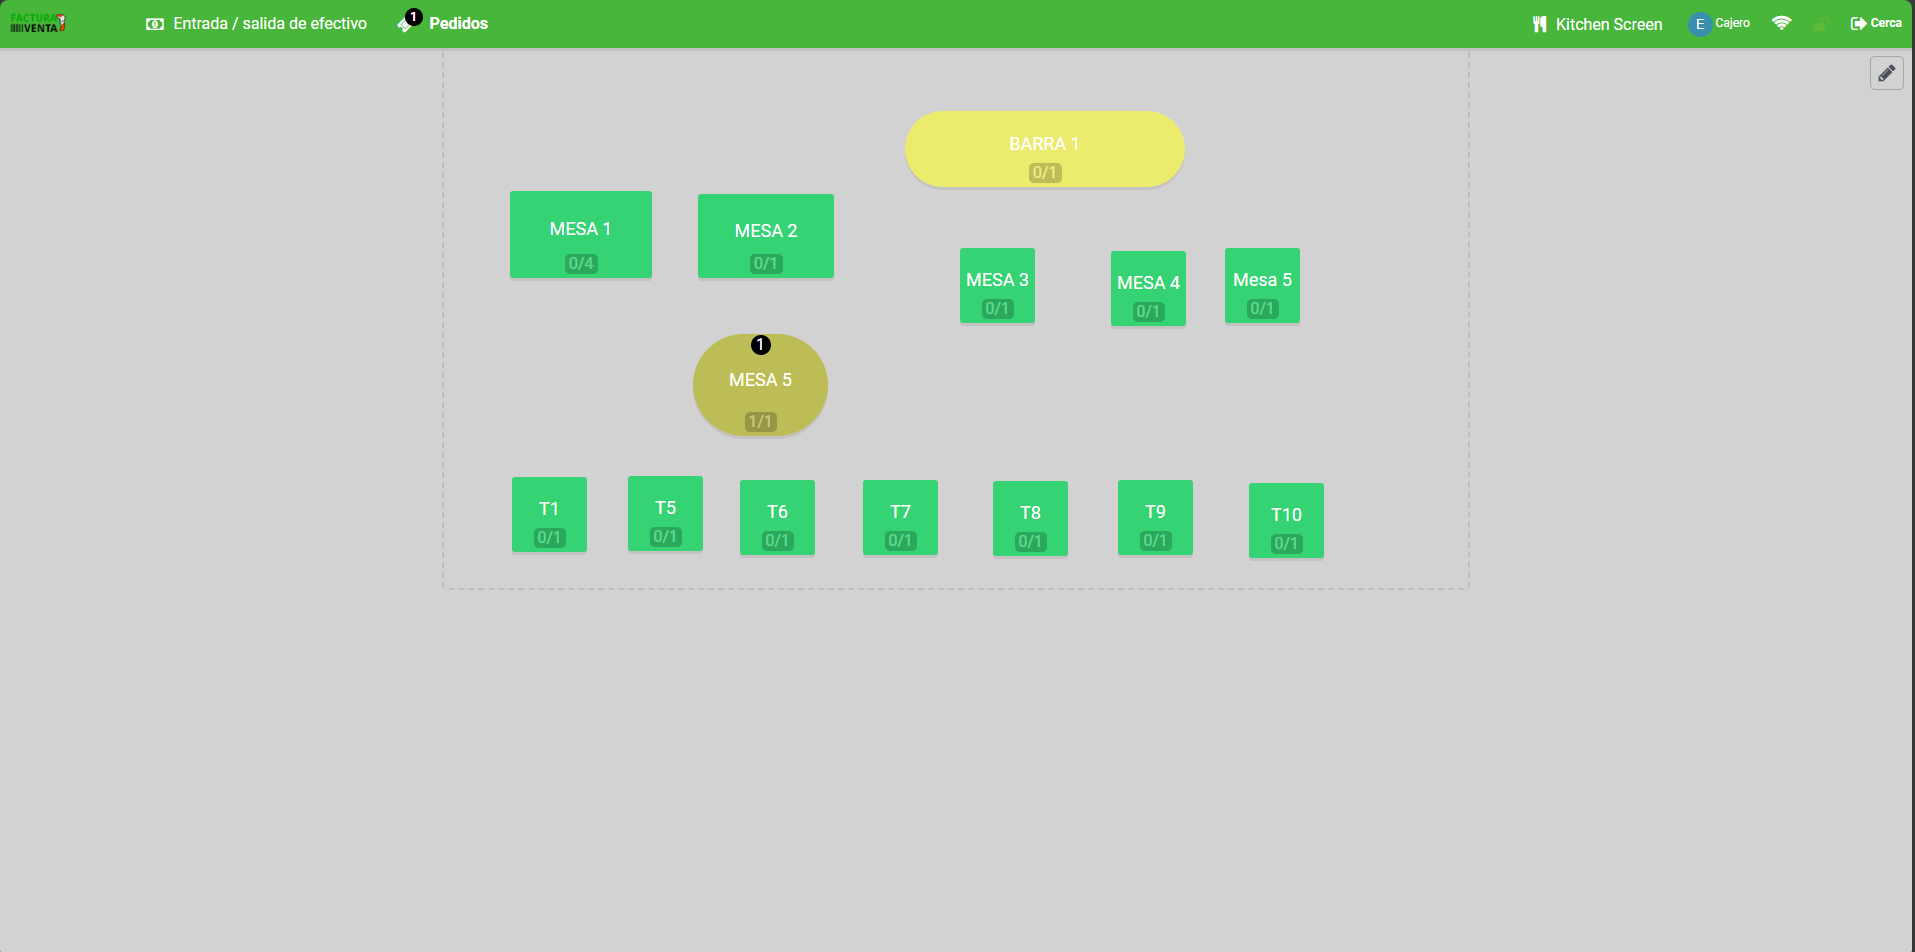 FACTURA
VENTA
Entrada / salida de efectivo
1
Pedidos
Kitchen Screen
E
Cajero
Cerca
BARRA 1
0/1
MESA 1
0/4
MESA 2
0/1
MESA 3
0/1
MESA 4
0/1
Mesa 5
0/1
1
MESA 5
1/1
T1
0/1
T5
0/1
T6
0/1
T7
0/1
T8
0/1
T9
0/1
T10
0/1